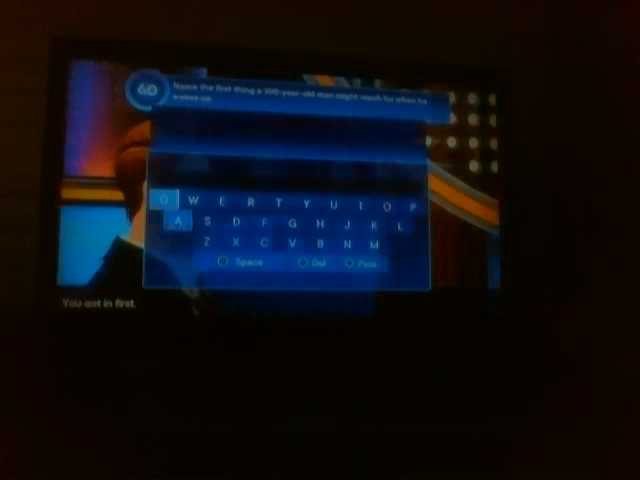 60
Name the first thing a 100-year-old man might reach for when he
wakes up:
Q W E R T Y U I O P
A S D F G H J K L
Z X C V B N M
Space Del Pass
You got in first.